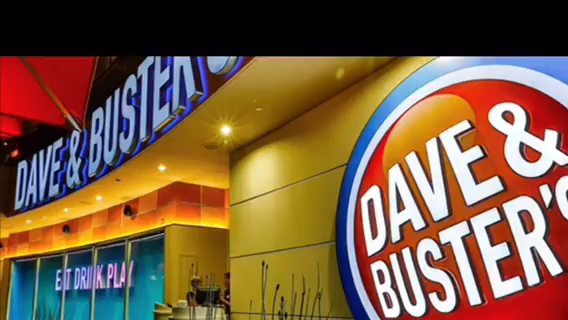 DAVE & BUSTER'S
EAT DRINK PLAY
DAVE &
BUSTER'S